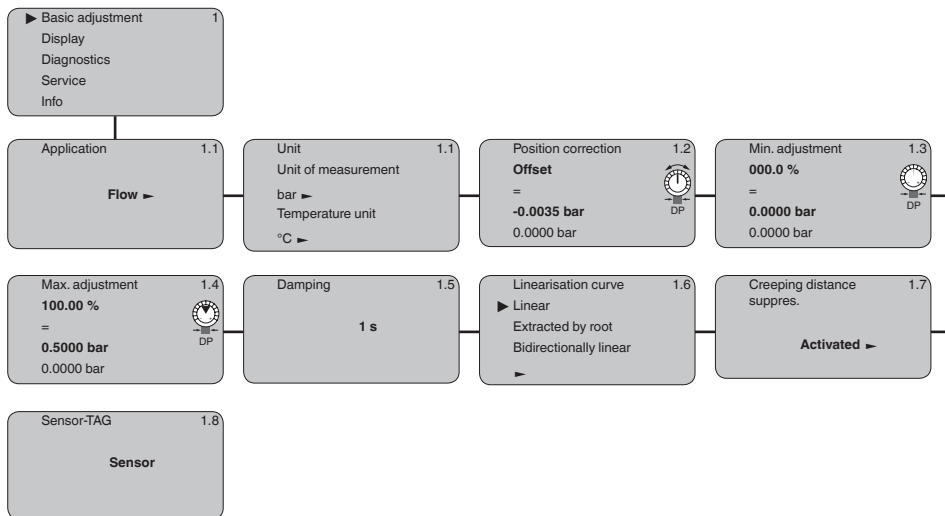 Basic adjustment 1
Display
Diagnostics
Service
Info
Application 1.1
Flow ►
Unit 1.1
Unit of measurement
bar ►
Temperature unit
°C ►
Position correction 1.2
Offset
=
-0.0035 bar
0.0000 bar
DP
Min. adjustment 1.3
000.0 %
=
0.0000 bar
0.0000 bar
DP
Max. adjustment 1.4
100.00 %
=
0.5000 bar
0.0000 bar
DP
Damping 1.5
1 s
Linearisation curve 1.6
Linear
Extracted by root
Bidirectionally linear
Creeping distance 1.7
suppres.
Activated ►
Sensor-TAG 1.8
Sensor